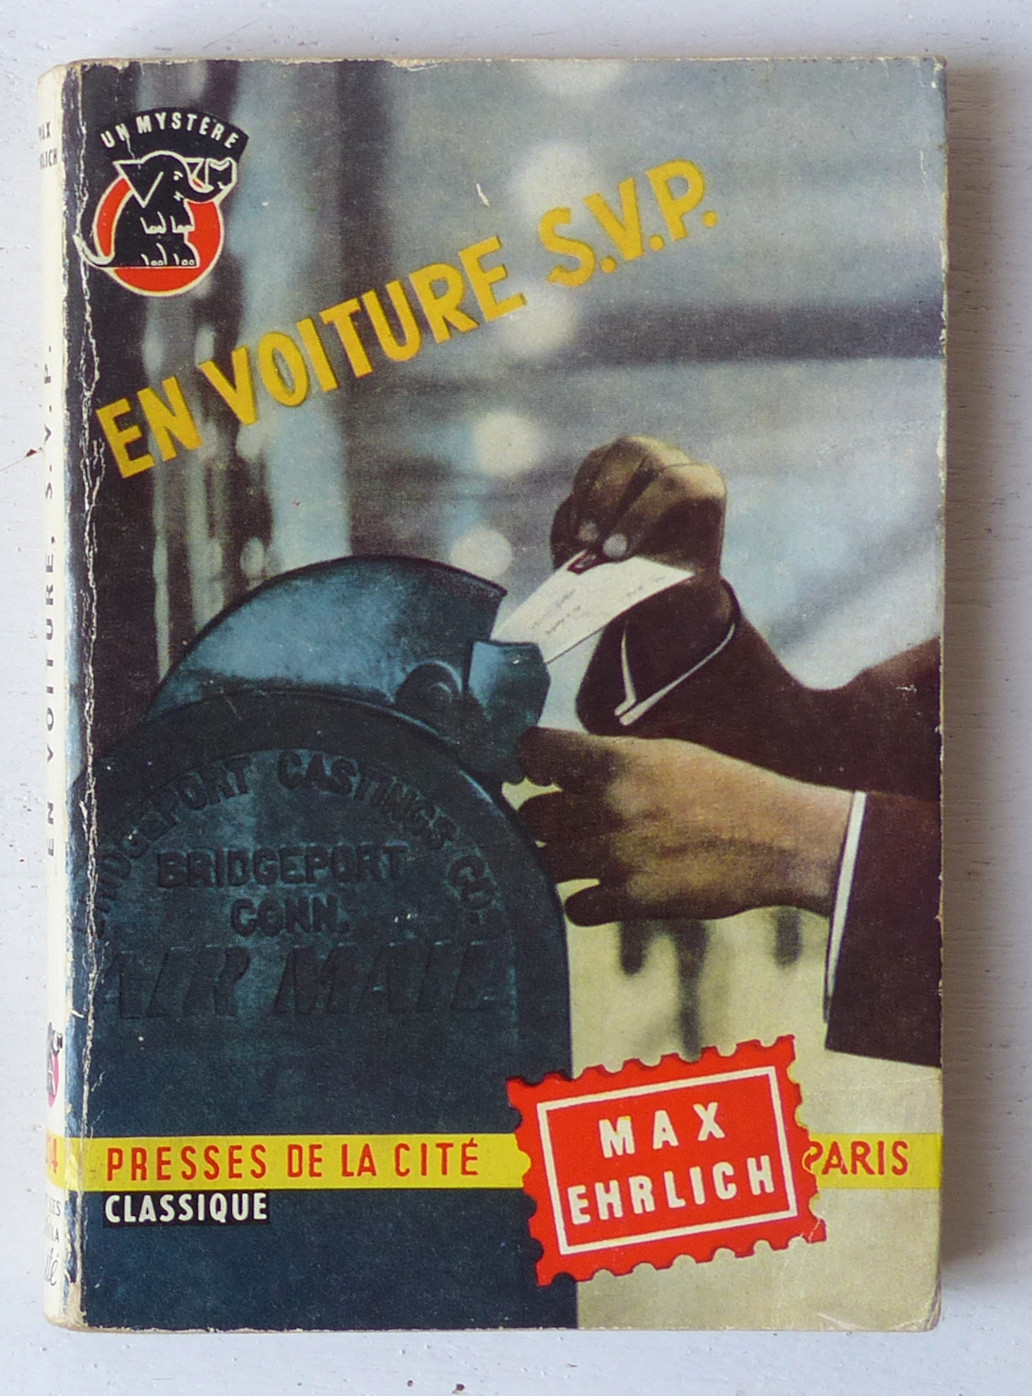 UN MYSTÈRE
EN VOITURE S.V.P.
BRIDGEPORT CASTINGS CO.
BRIDGEPORT
CONN.
AIR MAIL
MAX
EHRLICH
PRESSES DE LA CITÉ
PARIS
CLASSIQUE
EN VOITURE, S.V.P.